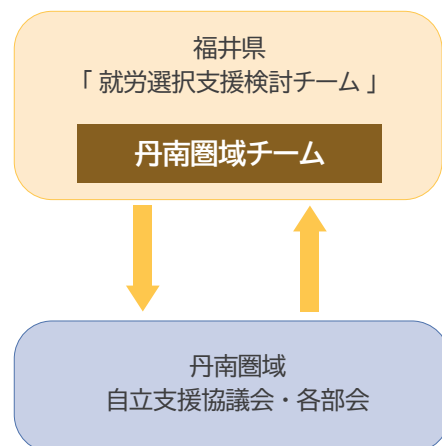 福井県
「 就労選択支援検討チーム 」
丹南圏域チーム
丹南圏域
自立支援協議会・各部会